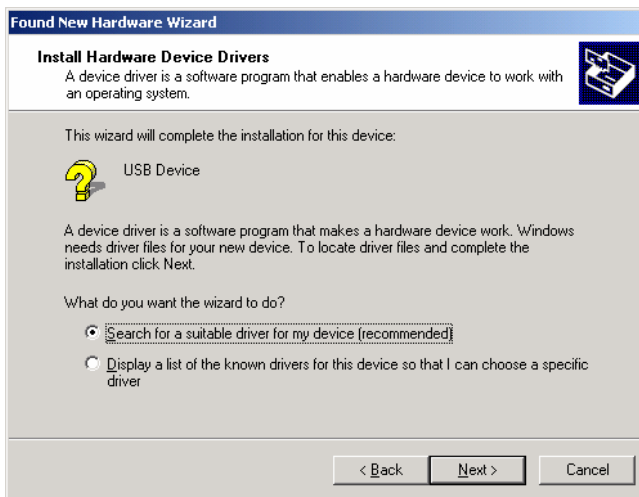 Found New Hardware Wizard
Install Hardware Device Drivers
A device driver is a software program that enables a hardware device to work with
an operating system.
This wizard will complete the installation for this device:
USB Device
A device driver is a software program that makes a hardware device work. Windows
needs driver files for your new device. To locate driver files and complete the
installation click Next.
What do you want the wizard to do?
Search for a suitable driver for my device (recommended)
Display a list of the known drivers for this device so that I can choose a specific
driver
< Back
Next >
Cancel